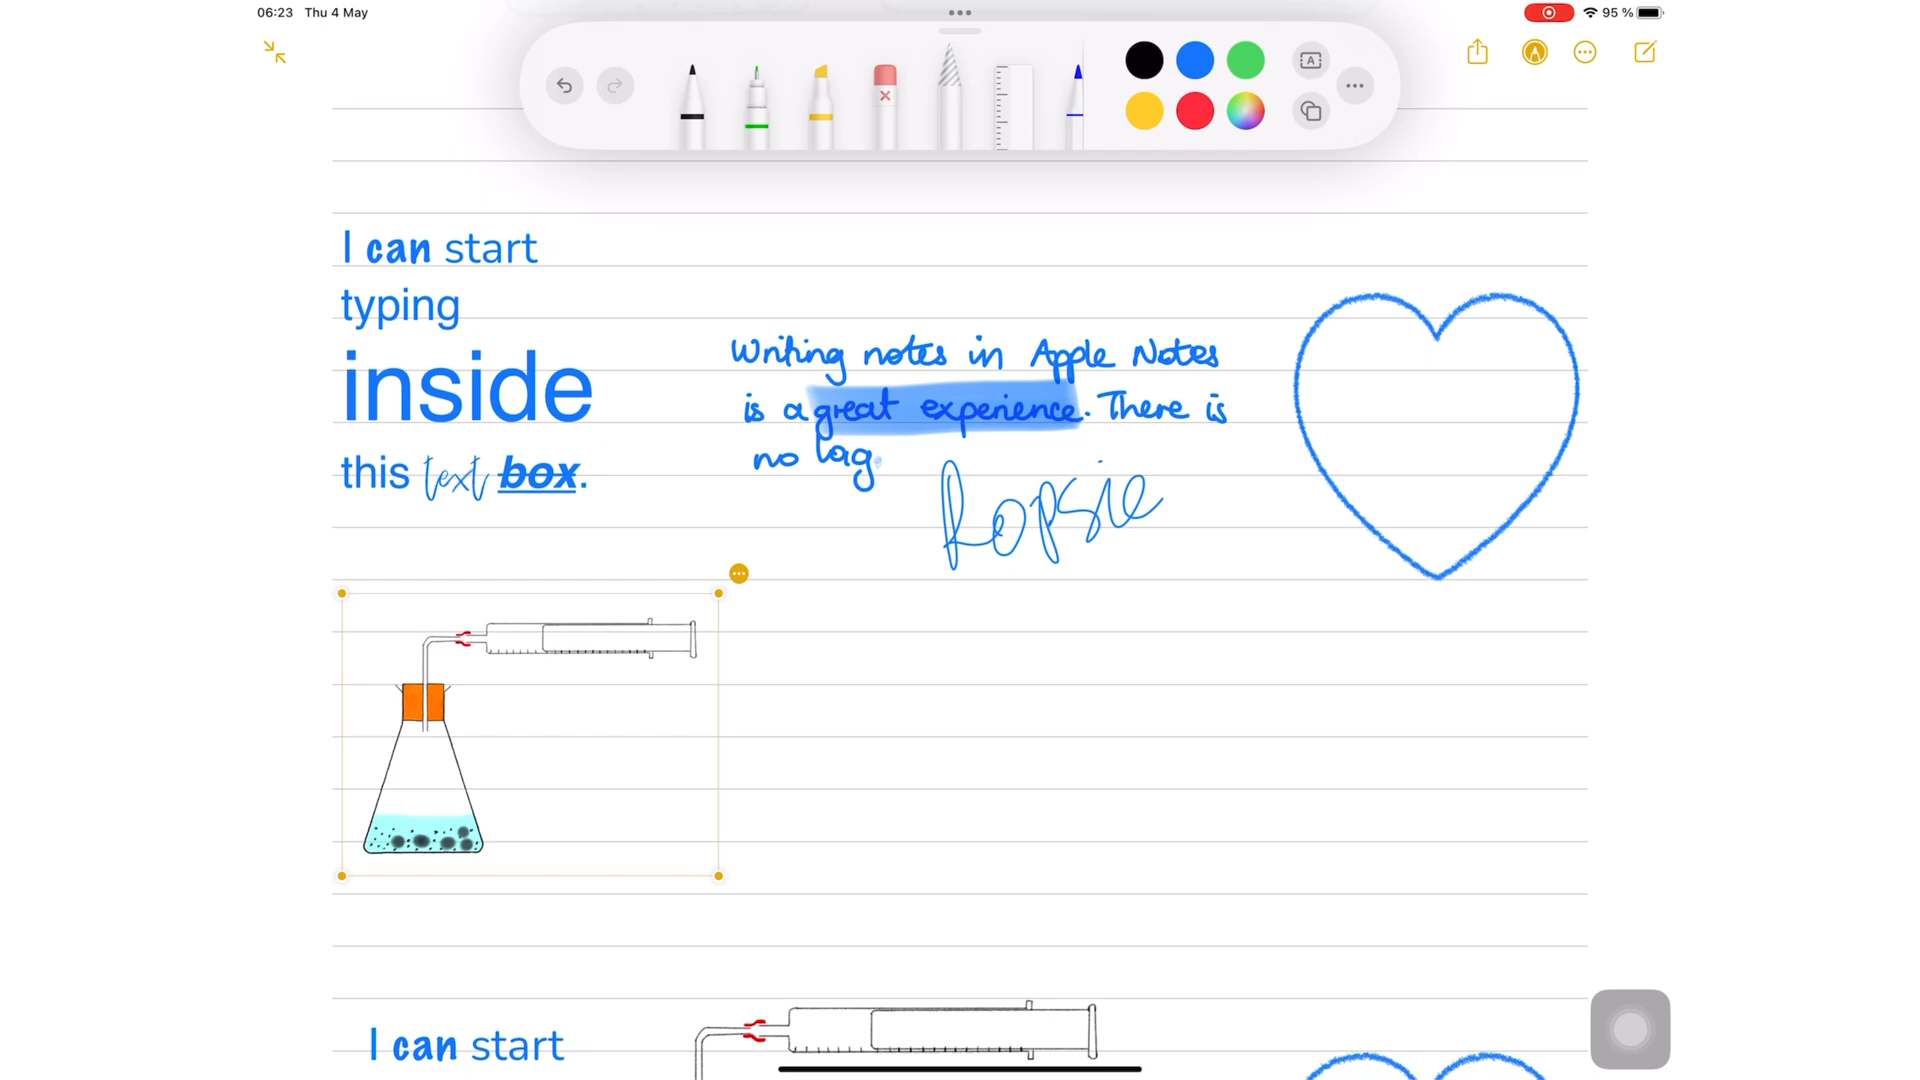 06:23 Thu 4 May
95 %
A
I can start
typing
inside
this text box.
Writing notes in Apple Notes
is a great experience. There is
no lag.
Ropsie
I can start